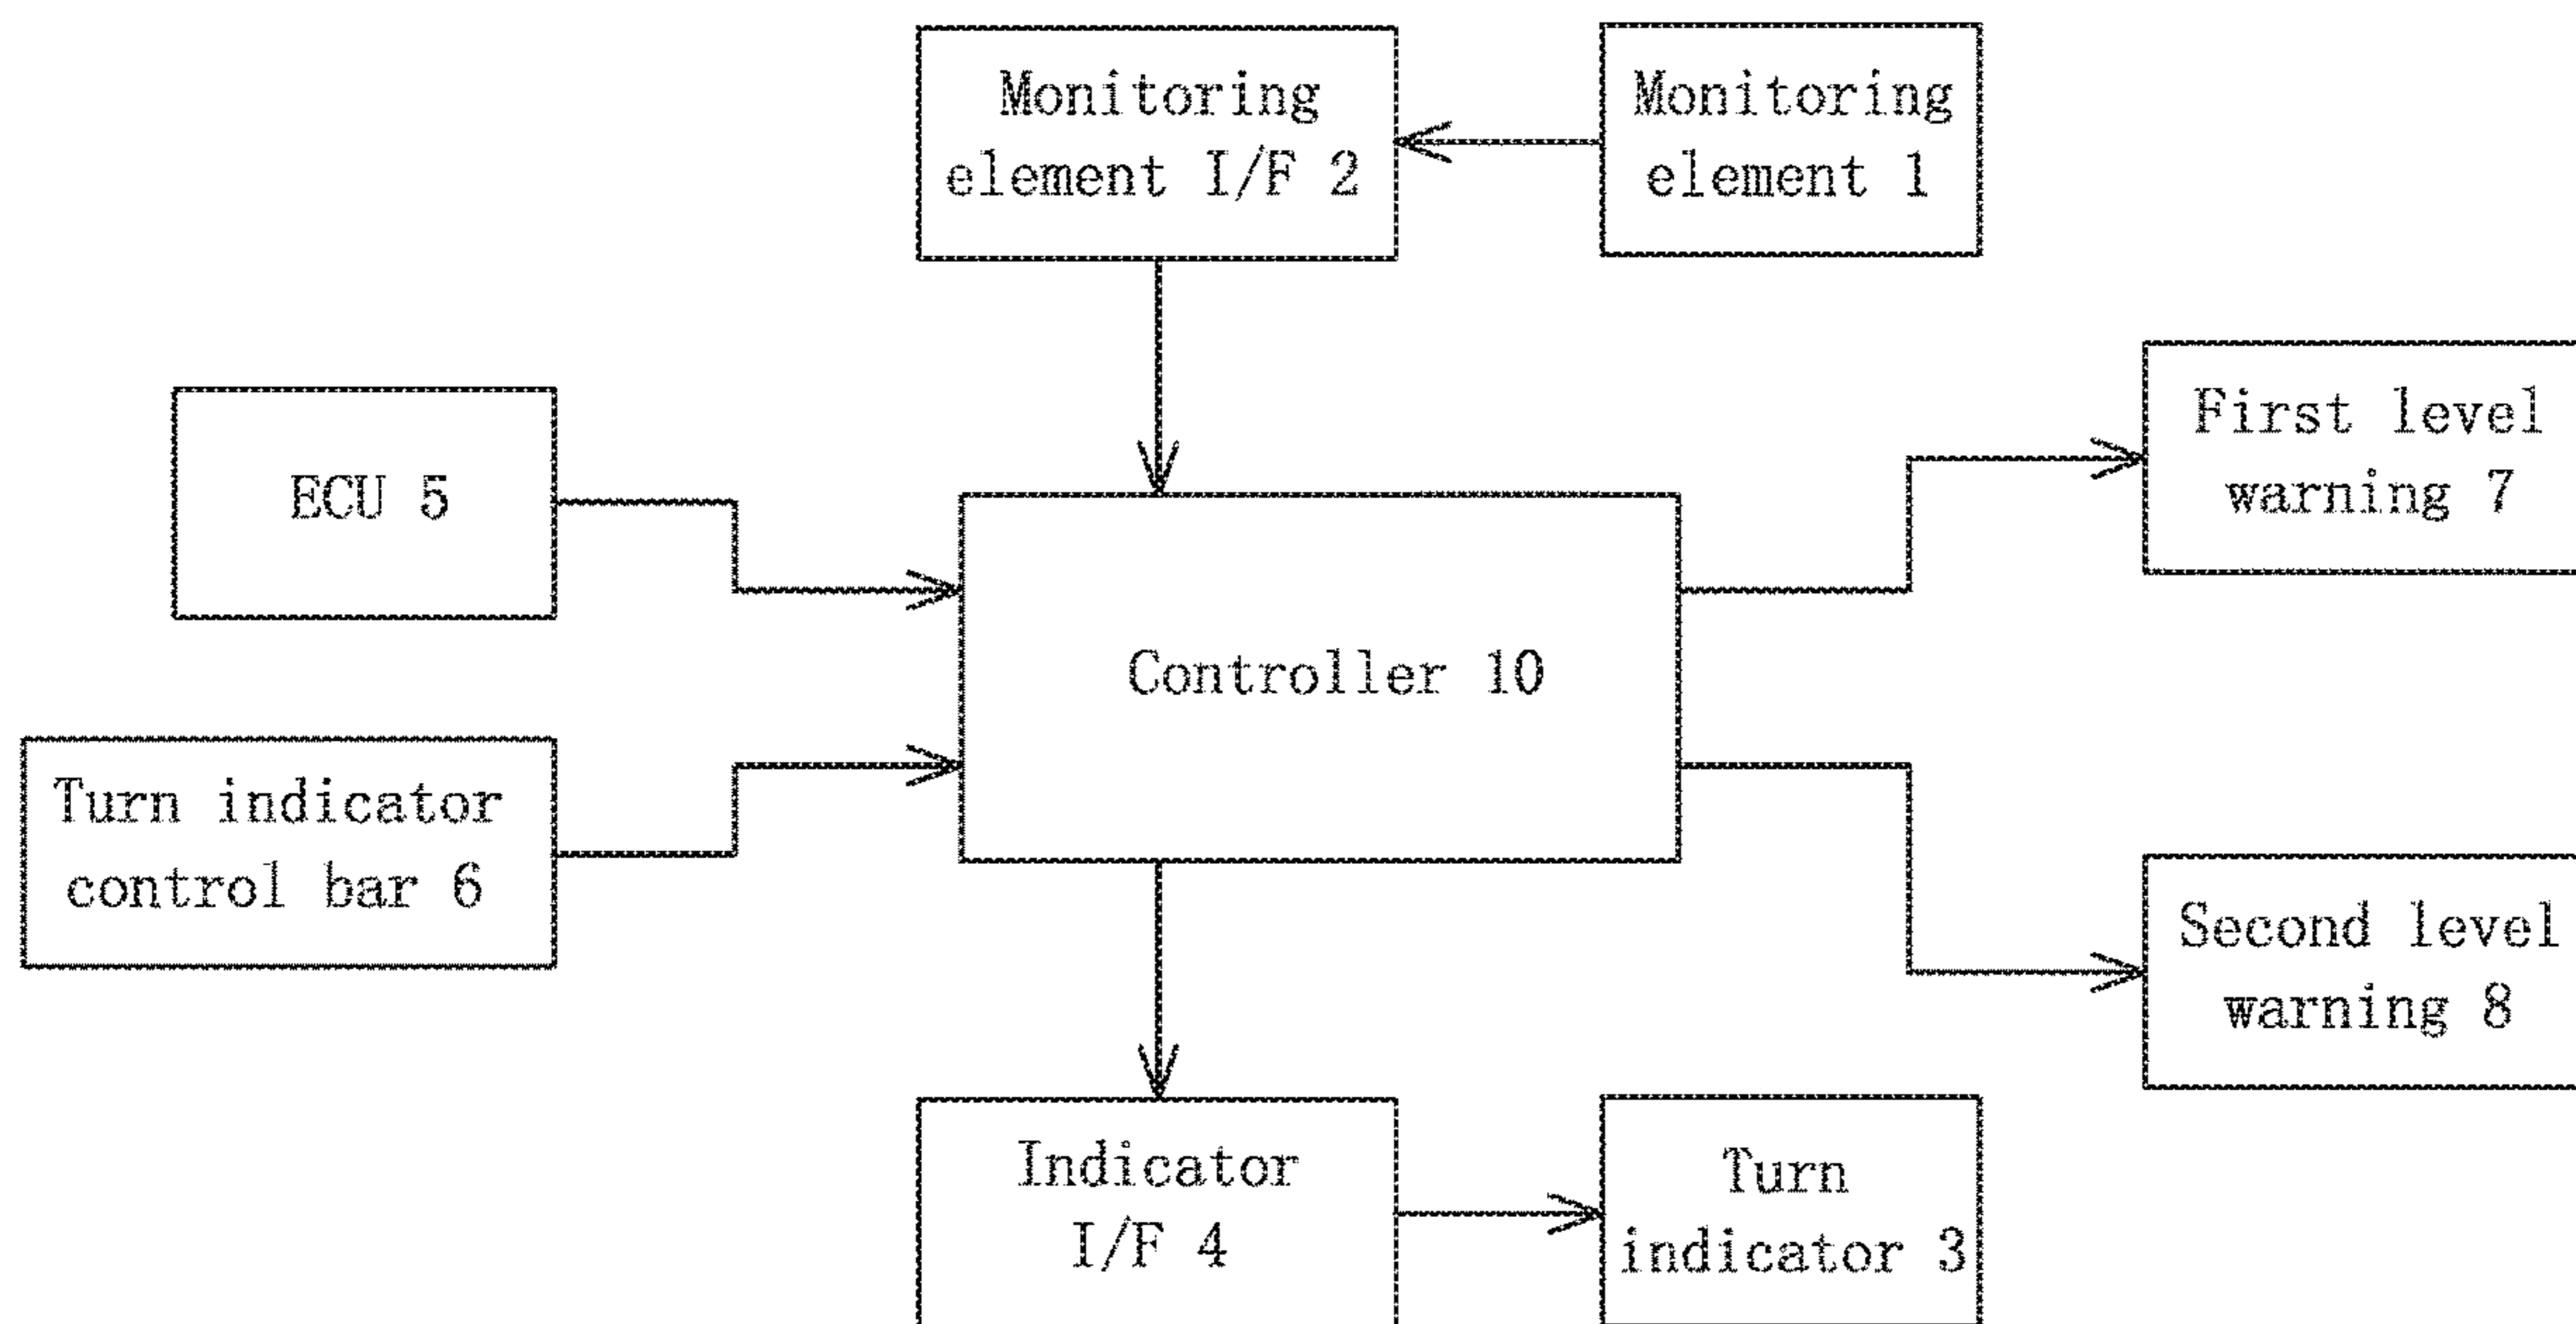 Monitoring
element I/F 2
Monitoring
element 1
First level
warning 7
ECU 5
Controller 10
Turn indicator
control bar 6
Second level
warning 8
Indicator
I/F 4
Turn
indicator 3